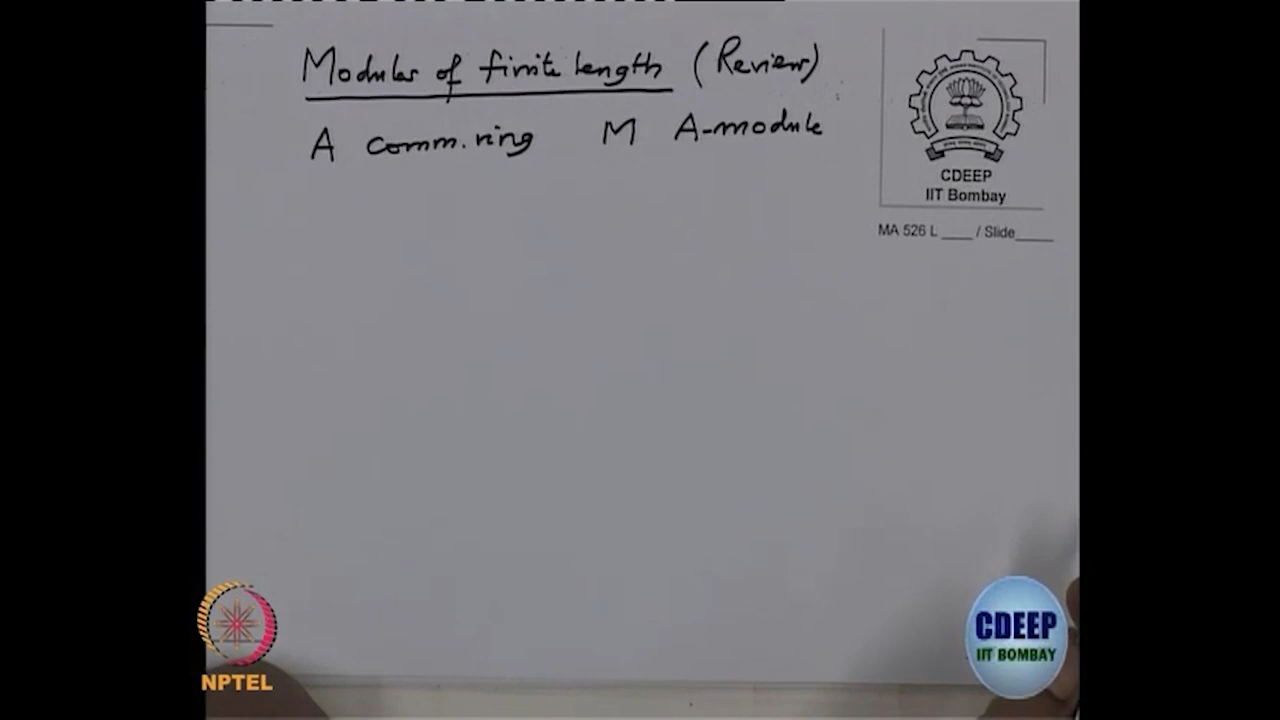 Modules of finite length (Review)
A comm. ring M A-module
CDEEP
IIT Bombay
MA 526 L ____ / Slide____
NPTEL
CDEEP
IIT BOMBAY